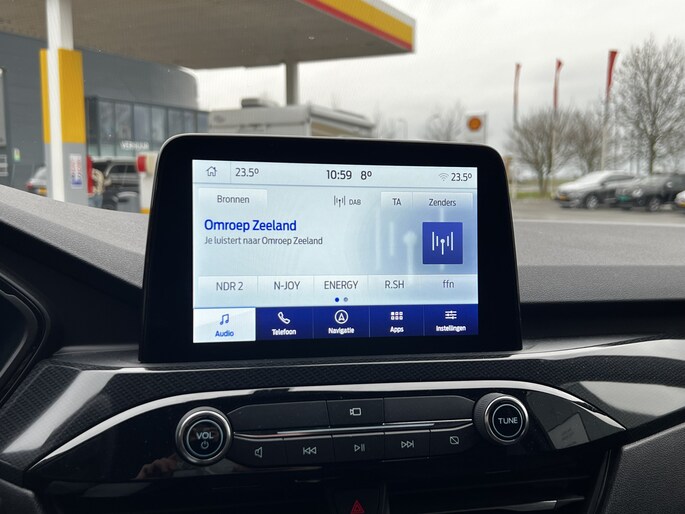 23.5°
10:59 8°
23.5°
Bronnen
DAB
TA
Zenders
Omroep Zeeland
Je luistert naar Omroep Zeeland
NDR 2
N-JOY
ENERGY
R.SH
ffn
Audio
Telefoon
Navigatie
Apps
Instellingen
VOL
TUNE